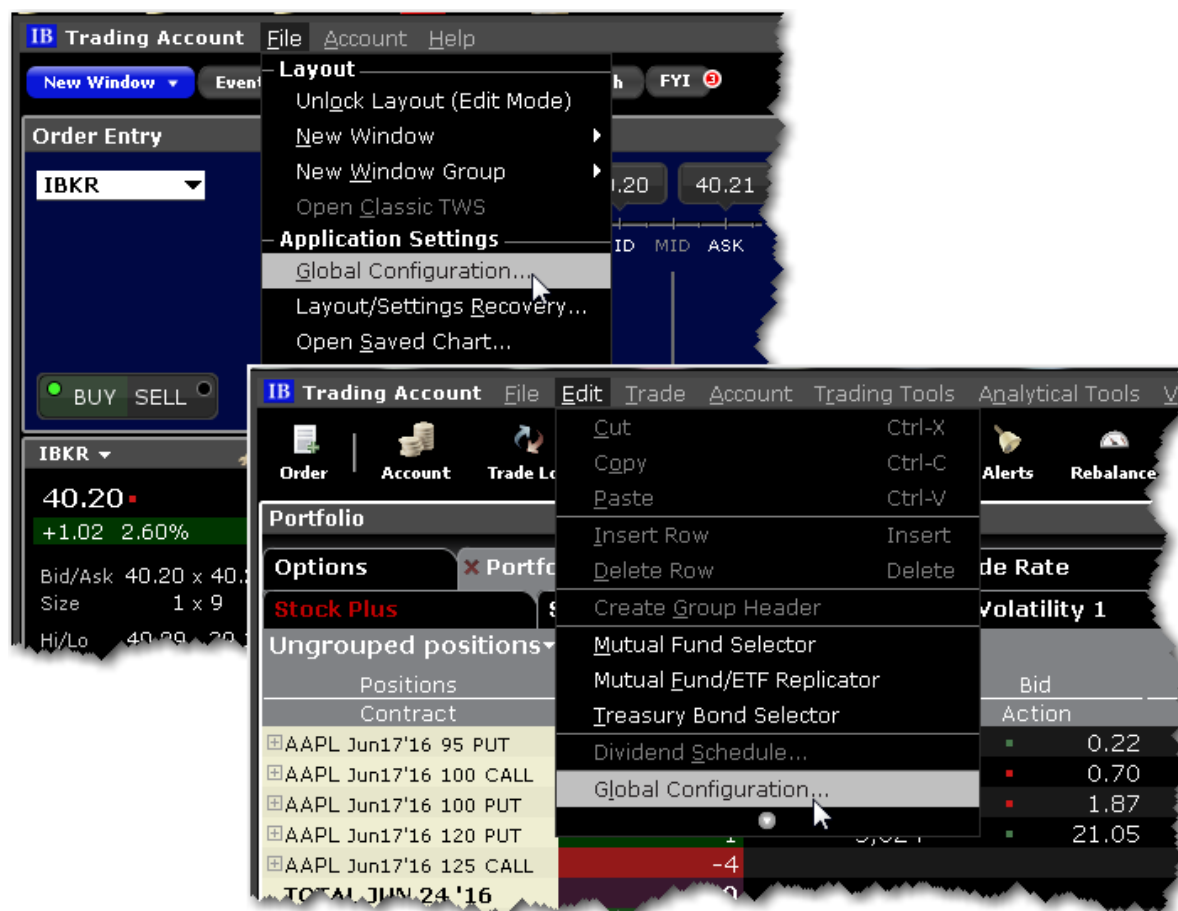 IB Trading Account File Account Help
New Window FYI 3
Layout
Unlock Layout (Edit Mode)
New Window
New Window Group
Open Classic TWS
Application Settings
Global Configuration...
Layout/Settings Recovery...
Open Saved Chart...
Order Entry
IBKR
.20 40.21
MID ASK
BUY SELL
IBKR
40.20
+1.02 2.60%
Bid/Ask 40.20 x 40.
Size 1 x 9
Hi/Lo
IB Trading Account File Edit Trade Account Trading Tools Analytical Tools V
Order Account Trade Alerts Rebalance
Cut Ctrl-X
Copy Ctrl-C
Paste Ctrl-V
Insert Row Insert
Delete Row Delete
Create Group Header
Mutual Fund Selector
Mutual Fund/ETF Replicator
Treasury Bond Selector
Dividend Schedule...
Global Configuration...
Portfolio
Options Portfo de Rate
Stock Plus Volatility 1
Ungrouped positions
Positions Bid
Contract Action
AAPL Jun17'16 95 PUT 0.22
AAPL Jun17'16 100 CALL 0.70
AAPL Jun17'16 100 PUT 1.87
AAPL Jun17'16 120 PUT 21.05
AAPL Jun17'16 125 CALL -4
TOTAL JUN 24 '16